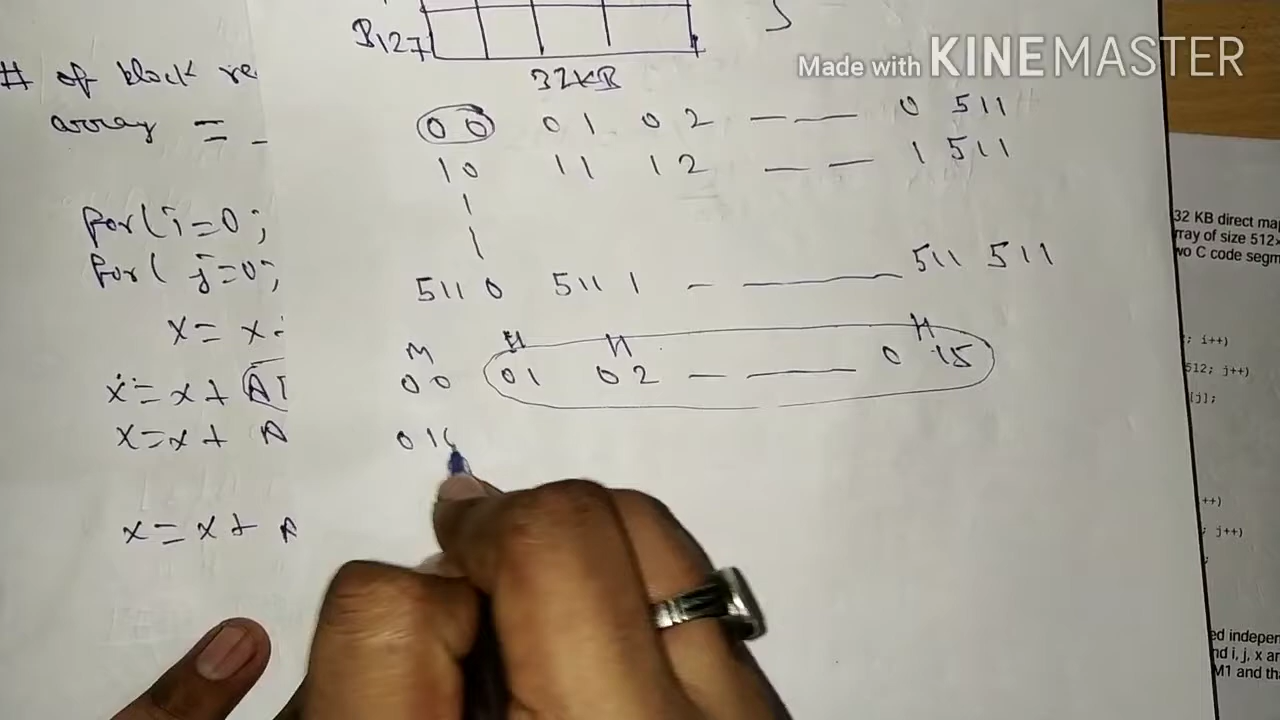 Made with KINEMASTER
B127
32KB
# of block re
array = _
0 0 0 1 0 2 — — 0 511
1 0 1 1 1 2 — — 1 511
511 0 511 1 - — 511 511
for( i=0;
for( j=0;
x = x
M H H H
0 0 0 1 0 2 — — 0 15
x = x + A[
x = x + A
0 16
x = x + A
32 KB direct ma
rray of size 512×
wo C code segm
; i++)
512; j++)
[j];
++)
; j++)
;
ed indepen
nd i, j, x ar
M1 and th